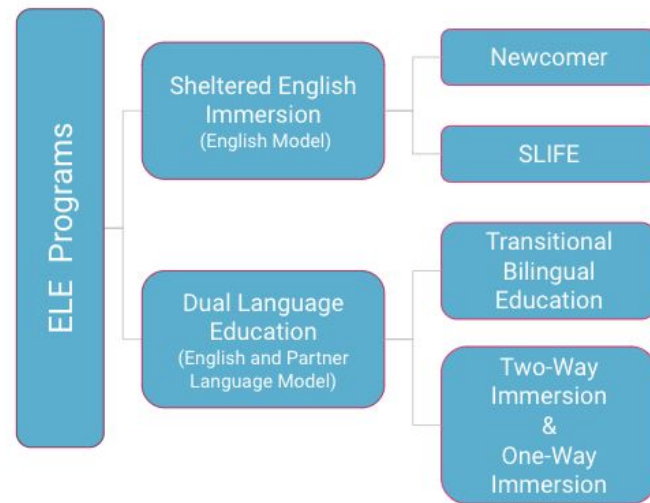 ELE Programs
Sheltered English
Immersion
(English Model)
Newcomer
SLIFE
Dual Language
Education
(English and Partner
Language Model)
Transitional
Bilingual
Education
Two-Way
Immersion
&
One-Way
Immersion